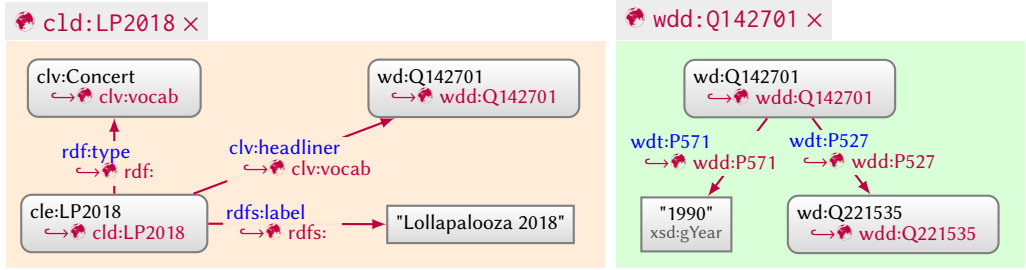 cld:LP2018 ×
clv:Concert
↪ clv:vocab
wd:Q142701
↪ wdd:Q142701
rdf:type
↪ rdf:
clv:headliner
↪ clv:vocab
cle:LP2018
↪ cld:LP2018
rdfs:label
↪ rdfs:
"Lollapalooza 2018"
wdd:Q142701 ×
wd:Q142701
↪ wdd:Q142701
wdt:P571
↪ wdd:P571
wdt:P527
↪ wdd:P527
"1990"
xsd:gYear
wd:Q221535
↪ wdd:Q221535